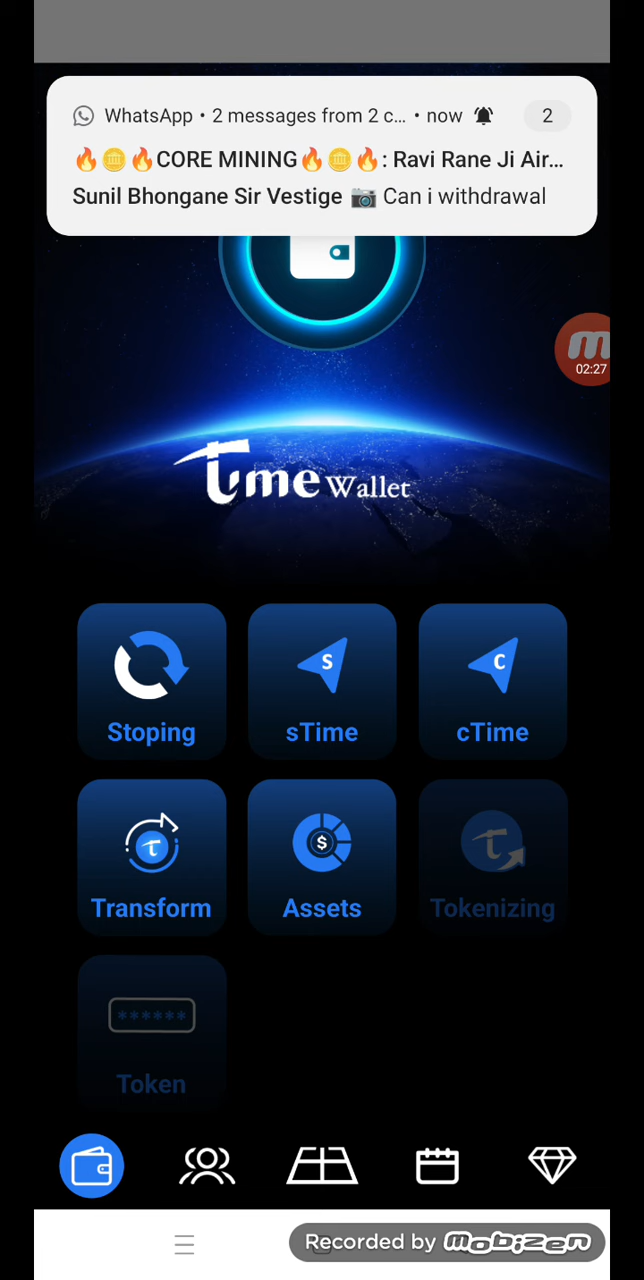 WhatsApp • 2 messages from 2 c... • now 2
🔥🪙🔥CORE MINING🔥🪙🔥: Ravi Rane Ji Air...
Sunil Bhongane Sir Vestige 📷 Can i withdrawal
m
02:27
Time Wallet
S
C
Stoping
sTime
cTime
$
Transform
Assets
Tokenizing
******
Token
Recorded by mobizen